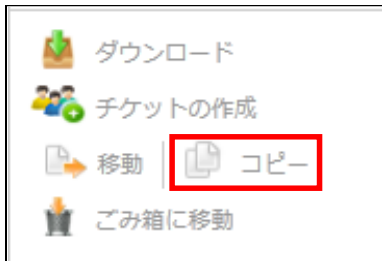 ダウンロード
チケットの作成
移動 コピー
ごみ箱に移動